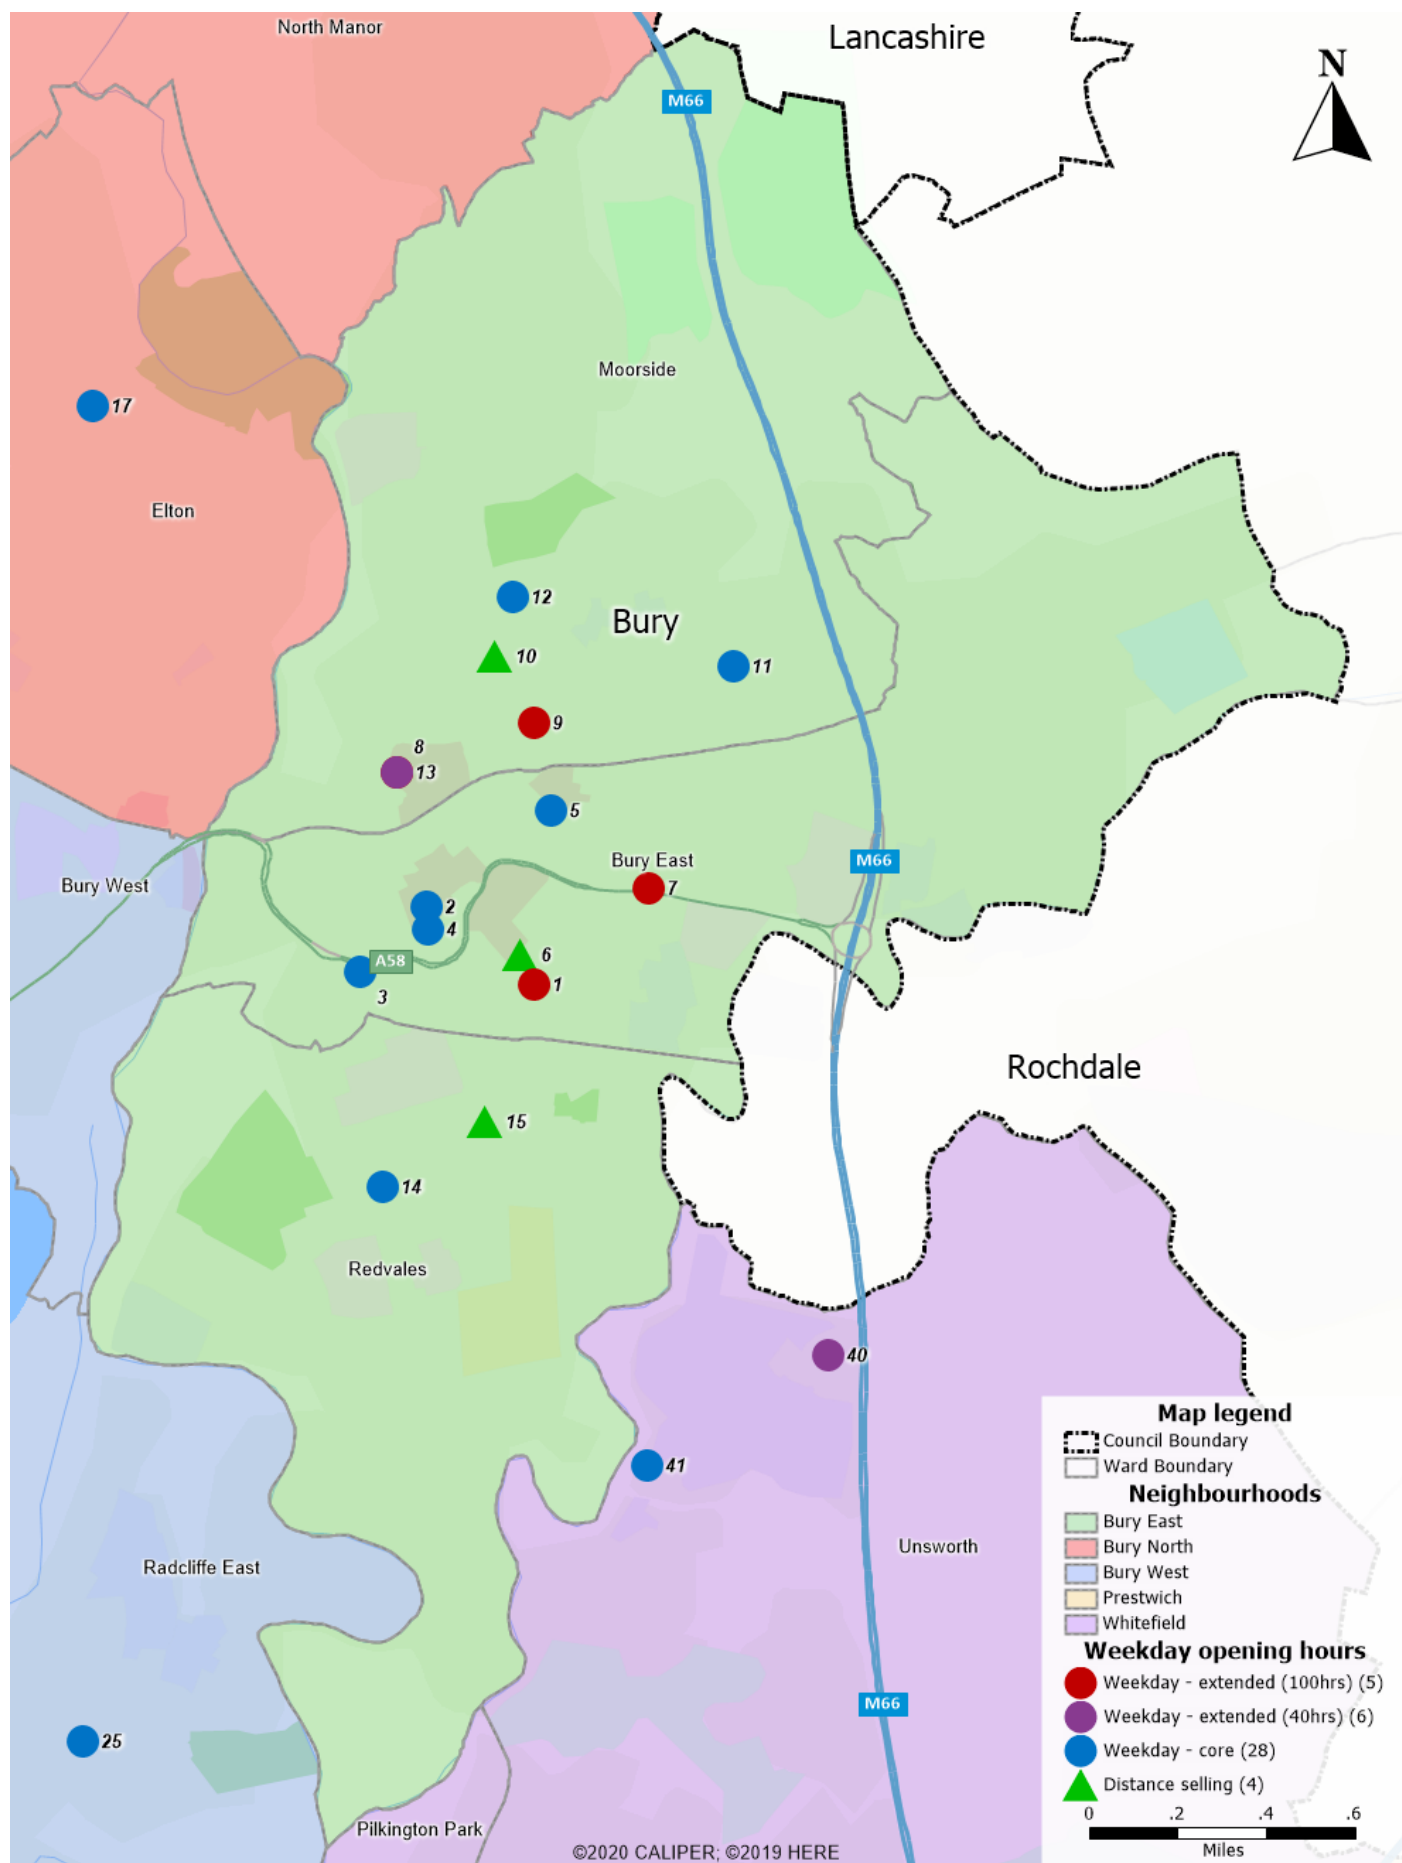 North Manor
Lancashire
N
M66
Moorside
17
Elton
12
Bury
10
11
9
8
13
5
Bury East
M66
7
Bury West
2
4
A58
6
3
1
Rochdale
15
14
Redvales
40
41
Unsworth
Radcliffe East
M66
25
Pilkington Park
©2020 CALIPER; ©2019 HERE
Map legend
Council Boundary
Ward Boundary
Neighbourhoods
Bury East
Bury North
Bury West
Prestwich
Whitefield
Weekday opening hours
Weekday - extended (100hrs) (5)
Weekday - extended (40hrs) (6)
Weekday - core (28)
Distance selling (4)
0 .2 .4 .6
Miles